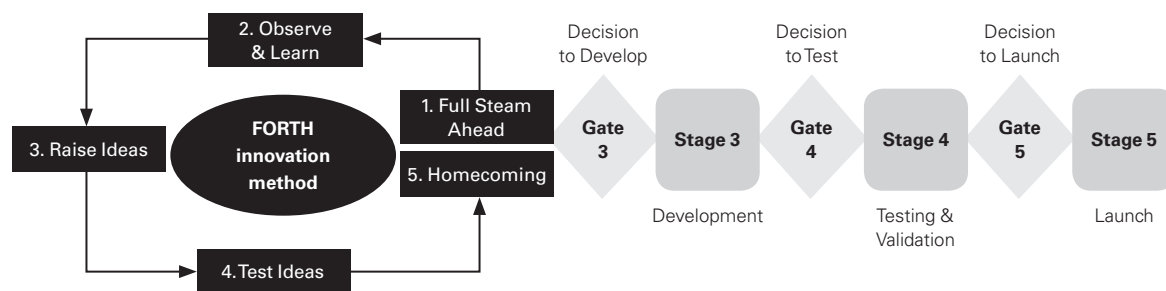 2. Observe
& Learn
1. Full Steam
Ahead
3. Raise Ideas
FORTH
innovation
method
5. Homecoming
4. Test Ideas
Decision
to Develop
Gate
3
Stage 3
Development
Decision
to Test
Gate
4
Stage 4
Testing &
Validation
Decision
to Launch
Gate
5
Stage 5
Launch